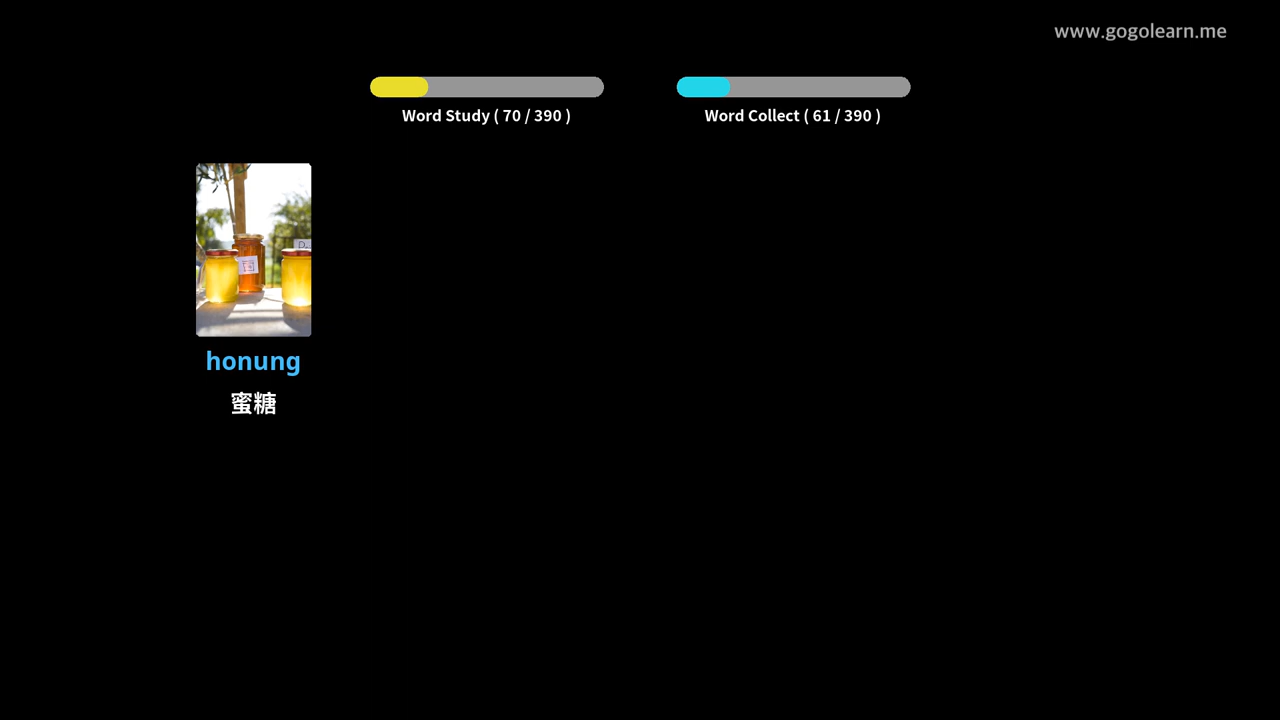 www.gogolearn.me
Word Study ( 70 / 390 )
Word Collect ( 61 / 390 )
D.
honung
蜜糖